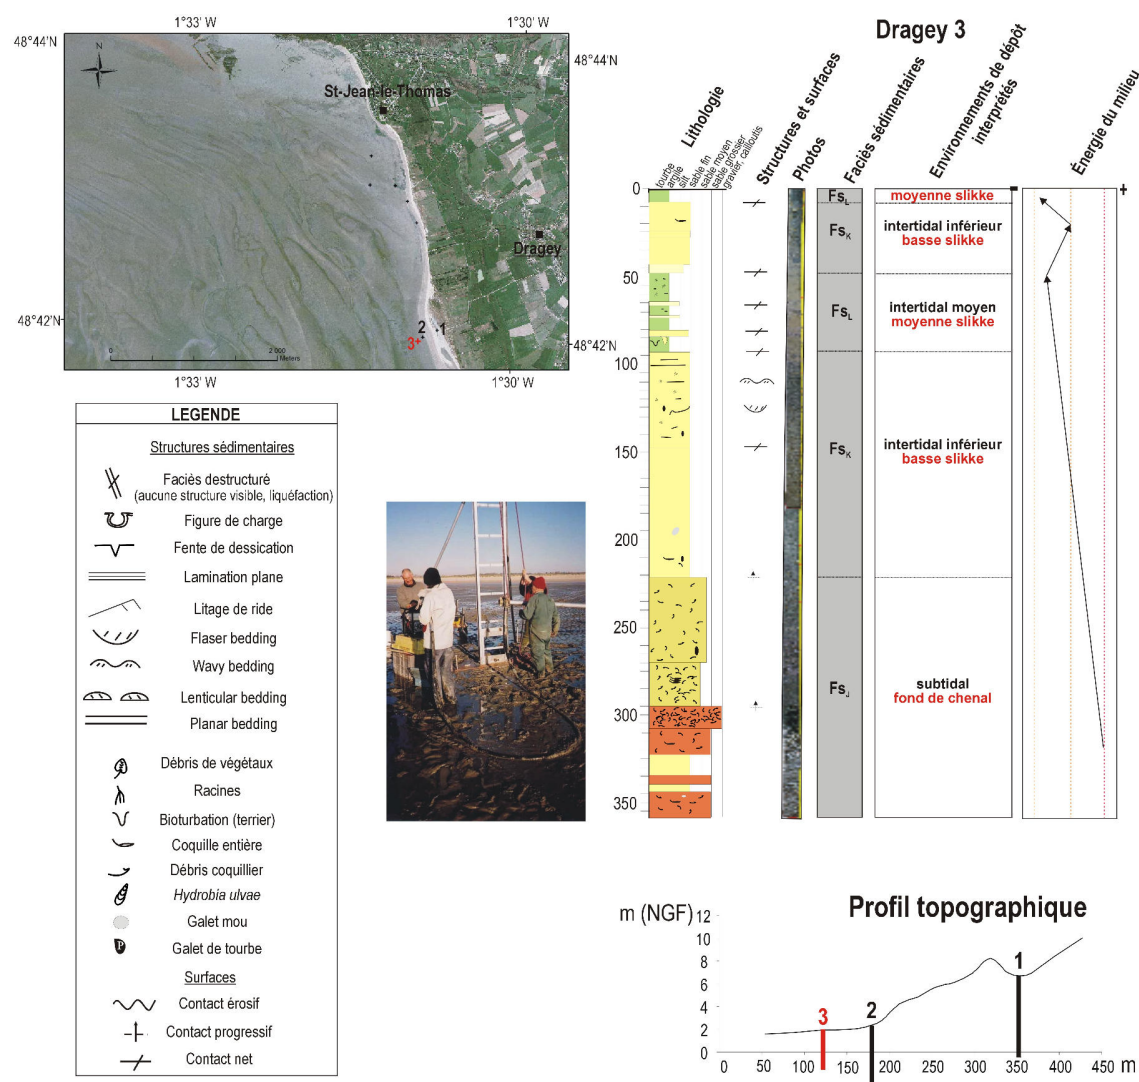 1°33' W
1°30' W
48°44'N
48°44'N
N
St-Jean-le-Thomas
Dragey
2
1
3+
48°42'N
48°42'N
0
2 000
Meters
1°33' W
1°30' W
LEGENDE
Structures sédimentaires
Faciès destructuré
(aucune structure visible, liquéfaction)
Figure de charge
Fente de dessication
Lamination plane
Litage de ride
Flaser bedding
Wavy bedding
Lenticular bedding
Planar bedding
Débris de végétaux
Racines
Bioturbation (terrier)
Coquille entière
Débris coquillier
Hydrobia ulvae
Galet mou
P
Galet de tourbe
Surfaces
Contact érosif
Contact progressif
Contact net
Dragey 3
Lithologie
tourbe
argile
silt
sable fin
sable moyen
sable grossier
gravier, cailloutis
Structures et surfaces
Photos
Faciès sédimentaires
Environnements de dépôt
interprétés
Énergie du milieu
- +
0
50
100
150
200
250
300
350
FsL
moyenne slikke
FsK
intertidal inférieur
basse slikke
FsL
intertidal moyen
moyenne slikke
FsK
intertidal inférieur
basse slikke
FsJ
subtidal
fond de chenal
Profil topographique
m (NGF)
12
10
8
6
4
2
0
3
2
1
0 50 100 150 200 250 300 350 400 450 m